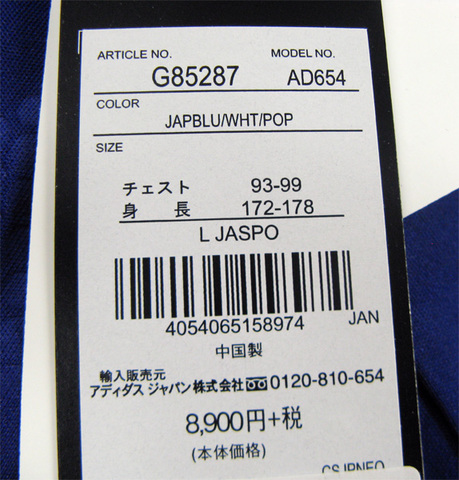 ARTICLE NO. MODEL NO.
G85287 AD654
COLOR
JAPBLU/WHT/POP
SIZE
チェスト 93-99
身 長 172-178
L JASPO
4054065158974 JAN
中国製
輸入販売元
アディダス ジャパン株式会社 0120-810-654
8,900円+税
(本体価格)
CSJPNEO